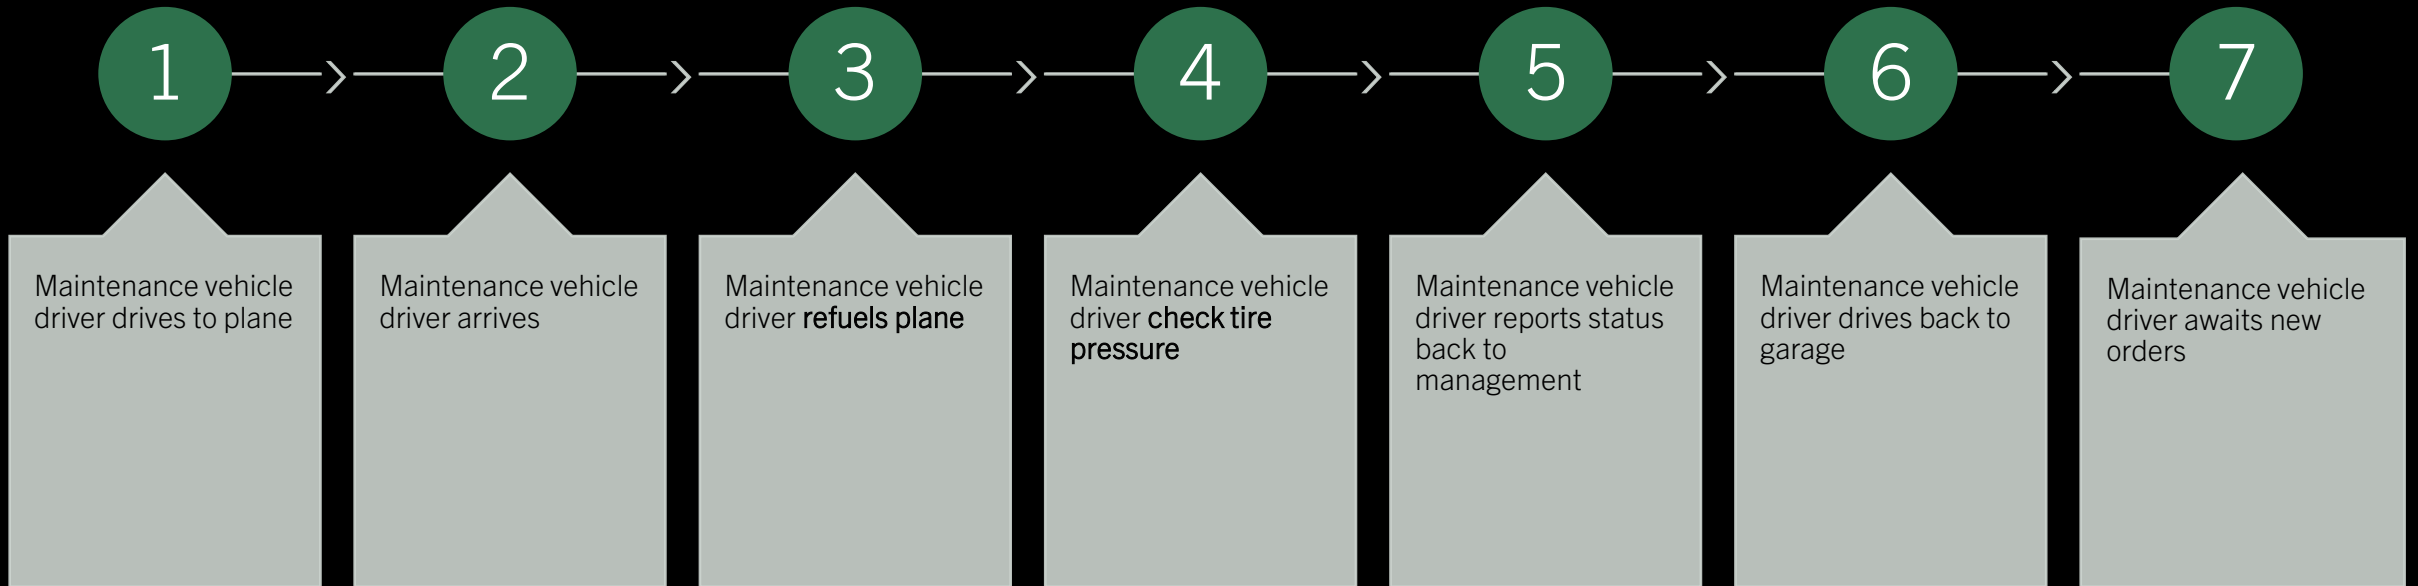 1
2
3
4
5
6
7
Maintenance vehicle
driver drives to plane
Maintenance vehicle
driver arrives
Maintenance vehicle
driver refuels plane
Maintenance vehicle
driver check tire
pressure
Maintenance vehicle
driver reports status
back to
management
Maintenance vehicle
driver drives back to
garage
Maintenance vehicle
driver awaits new
orders